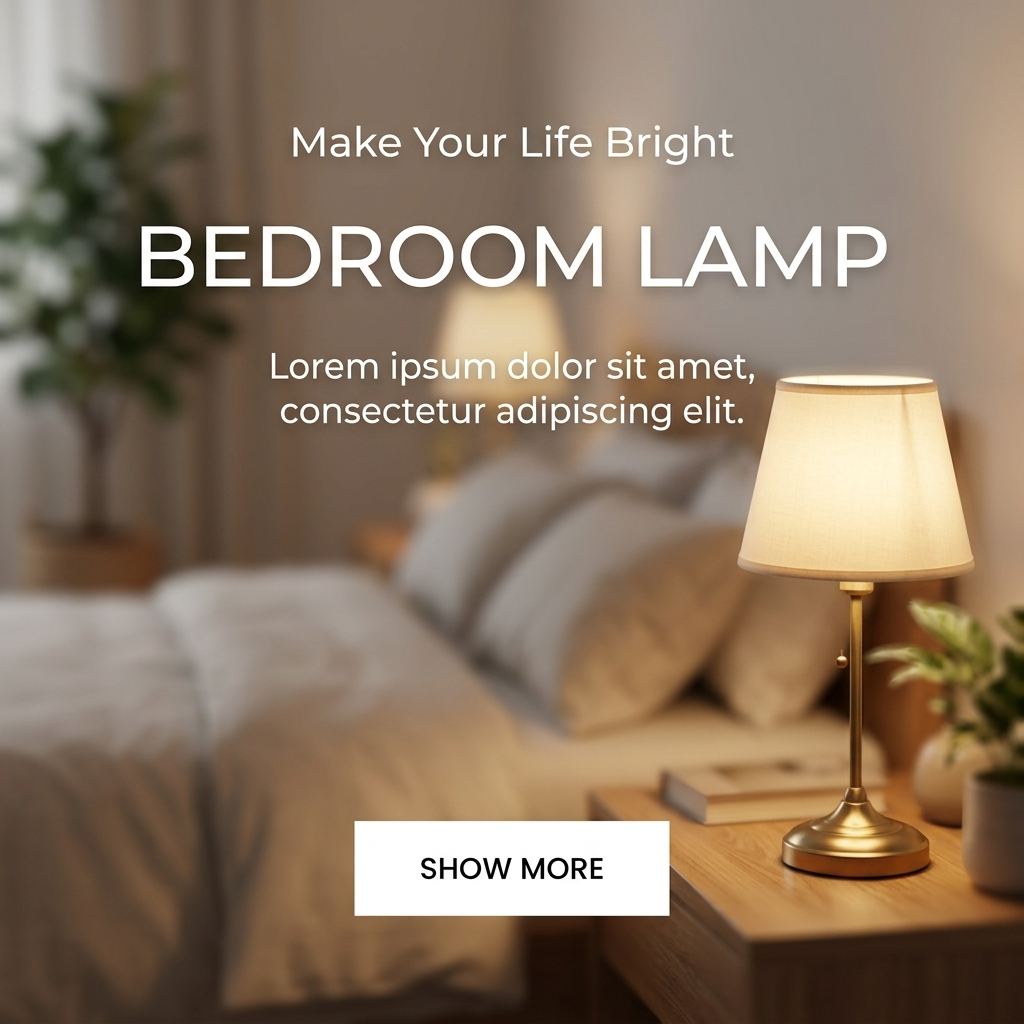 Make Your Life Bright
BEDROOM LAMP
Lorem ipsum dolor sit amet,
consectetur adipiscing elit.
SHOW MORE